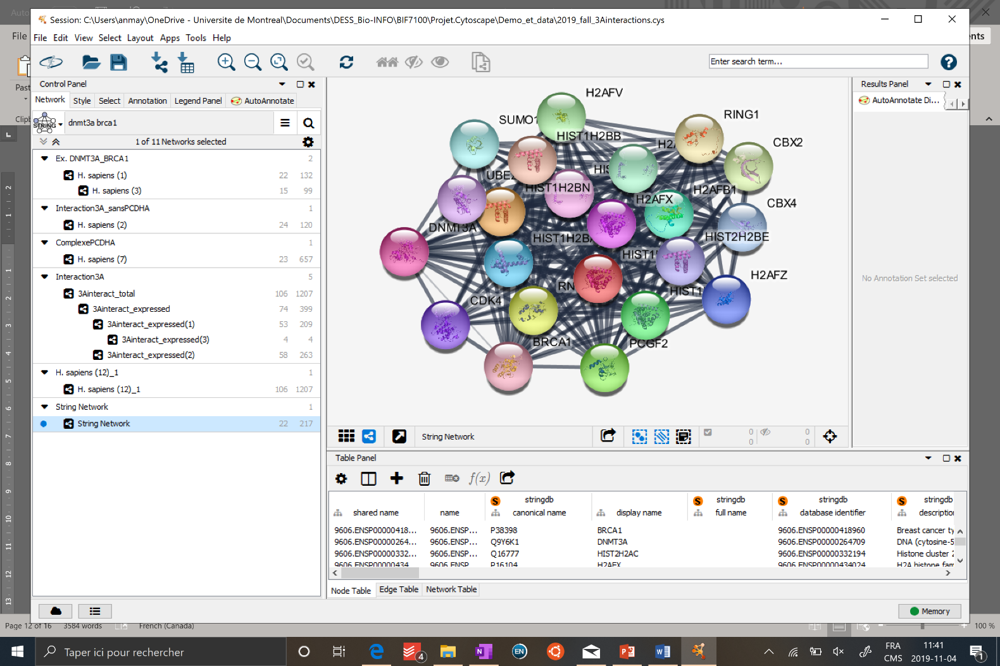 Session: C:\Users\anmay\OneDrive - Universite de Montreal\Documents\DESS_Bio-INFO\BIF7100\Projet.Cytoscape\Demo_et_data\2019_fall_3Ainteractions.cys
File Edit View Select Layout Apps Tools Help
File
Enter search term...
Past
Clipb
Control Panel
Network Style Select Annotation Legend Panel AutoAnnotate
STRING dnmt3a brca1
1 of 11 Networks selected
Ex. DNMT3A_BRCA1 2
H. sapiens (1) 22 132
H. sapiens (3) 15 99
Interaction3A_sansPCDHA 1
H. sapiens (2) 24 120
ComplexePCDHA 1
H. sapiens (7) 23 657
Interaction3A 5
3Ainteract_total 106 1207
3Ainteract_expressed 74 399
3Ainteract_expressed(1) 53 209
3Ainteract_expressed(3) 4 4
3Ainteract_expressed(2) 58 263
H. sapiens (12)_1 1
H. sapiens (12)_1 106 1207
String Network 1
String Network 22 217
H2AFV
SUMO1
RING1
HIST1H2BB
CBX2
H2A
HIS
UBE2
HIST1H2BN
H2AFB1
H2AFX
CBX4
DNMT3A
HIST1H2BA
HIST2H2BE
HIST1
H2AFZ
RN
HIST1
CDK4
BRCA1
PCGF2
String Network
0 0
0 0
Results Panel
AutoAnnotate Di...
No Annotation Set selected
nts
Table Panel
f(x)
shared name
name
stringdb canonical name
display name
stringdb full name
stringdb database identifier
stringdb description
9606.ENSP00000418... 9606.ENSP... P38398 BRCA1 9606.ENSP00000418960 Breast cancer ty
9606.ENSP00000264... 9606.ENSP... Q9Y6K1 DNMT3A 9606.ENSP00000264709 DNA (cytosine-5
9606.ENSP00000332... 9606.ENSP... Q16777 HIST2H2AC 9606.ENSP00000332194 Histone cluster 2
9606.ENSP00000434 9606.ENSP P16104 H2AFX 9606.ENSP00000434024 H2A histone fam
Node Table Edge Table Network Table
Memory
Page 12 of 16 3584 words French (Canada) 100 %
Taper ici pour rechercher
4
N
EN
FRA
CMS
11:41
2019-11-04
1